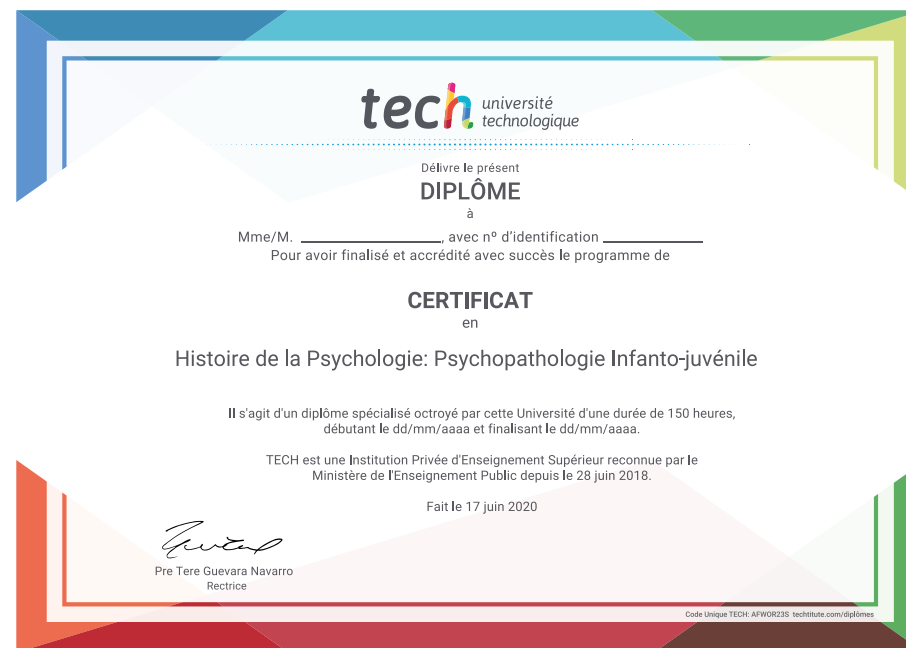 tech université
technologique
Délivre le présent
DIPLÔME
à
Mme/M. ____________________, avec nº d'identification ______________
Pour avoir finalisé et accrédité avec succès le programme de
CERTIFICAT
en
Histoire de la Psychologie: Psychopathologie Infanto-juvénile
Il s'agit d'un diplôme spécialisé octroyé par cette Université d'une durée de 150 heures,
débutant le dd/mm/aaaa et finalisant le dd/mm/aaaa.
TECH est une Institution Privée d'Enseignement Supérieur reconnue par le
Ministère de l'Enseignement Public depuis le 28 juin 2018.
Fait le 17 juin 2020
Pre Tere Guevara Navarro
Rectrice
Code Unique TECH: AFWOR23S techtitute.com/diplômes